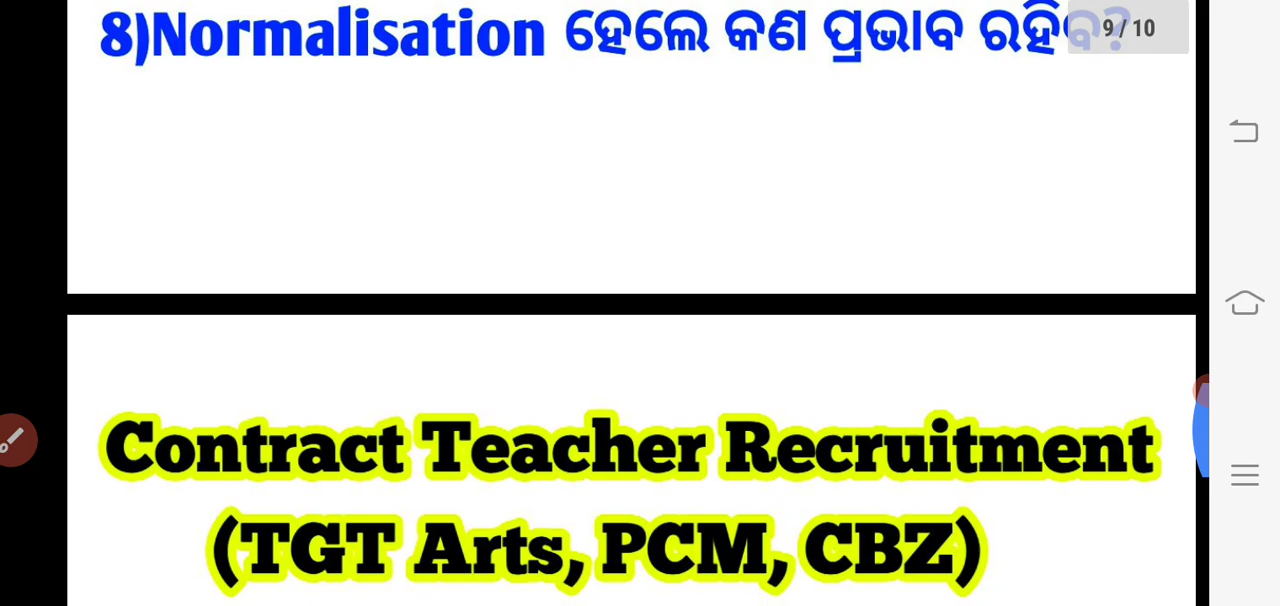 8)Normalisation ହେଲେ କଣ ପ୍ରଭାବ ରହିବ?
9 / 10
Contract Teacher Recruitment
(TGT Arts, PCM, CBZ)